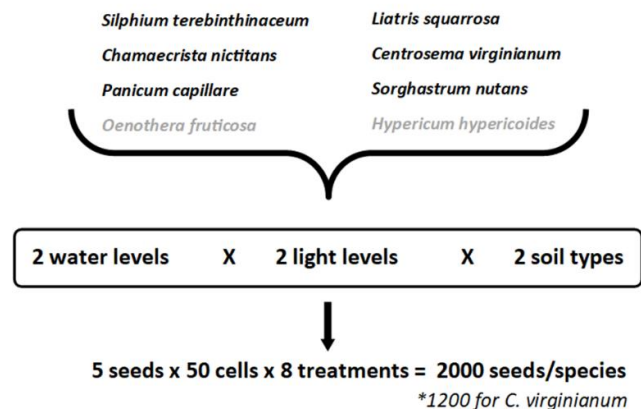 Silphium terebinthinaceum Liatris squarrosa
Chamaecrista nictitans Centrosema virginianum
Panicum capillare Sorghastrum nutans
Oenothera fruticosa Hypericum hypericoides
2 water levels X 2 light levels X 2 soil types
5 seeds x 50 cells x 8 treatments = 2000 seeds/species
*1200 for C. virginianum